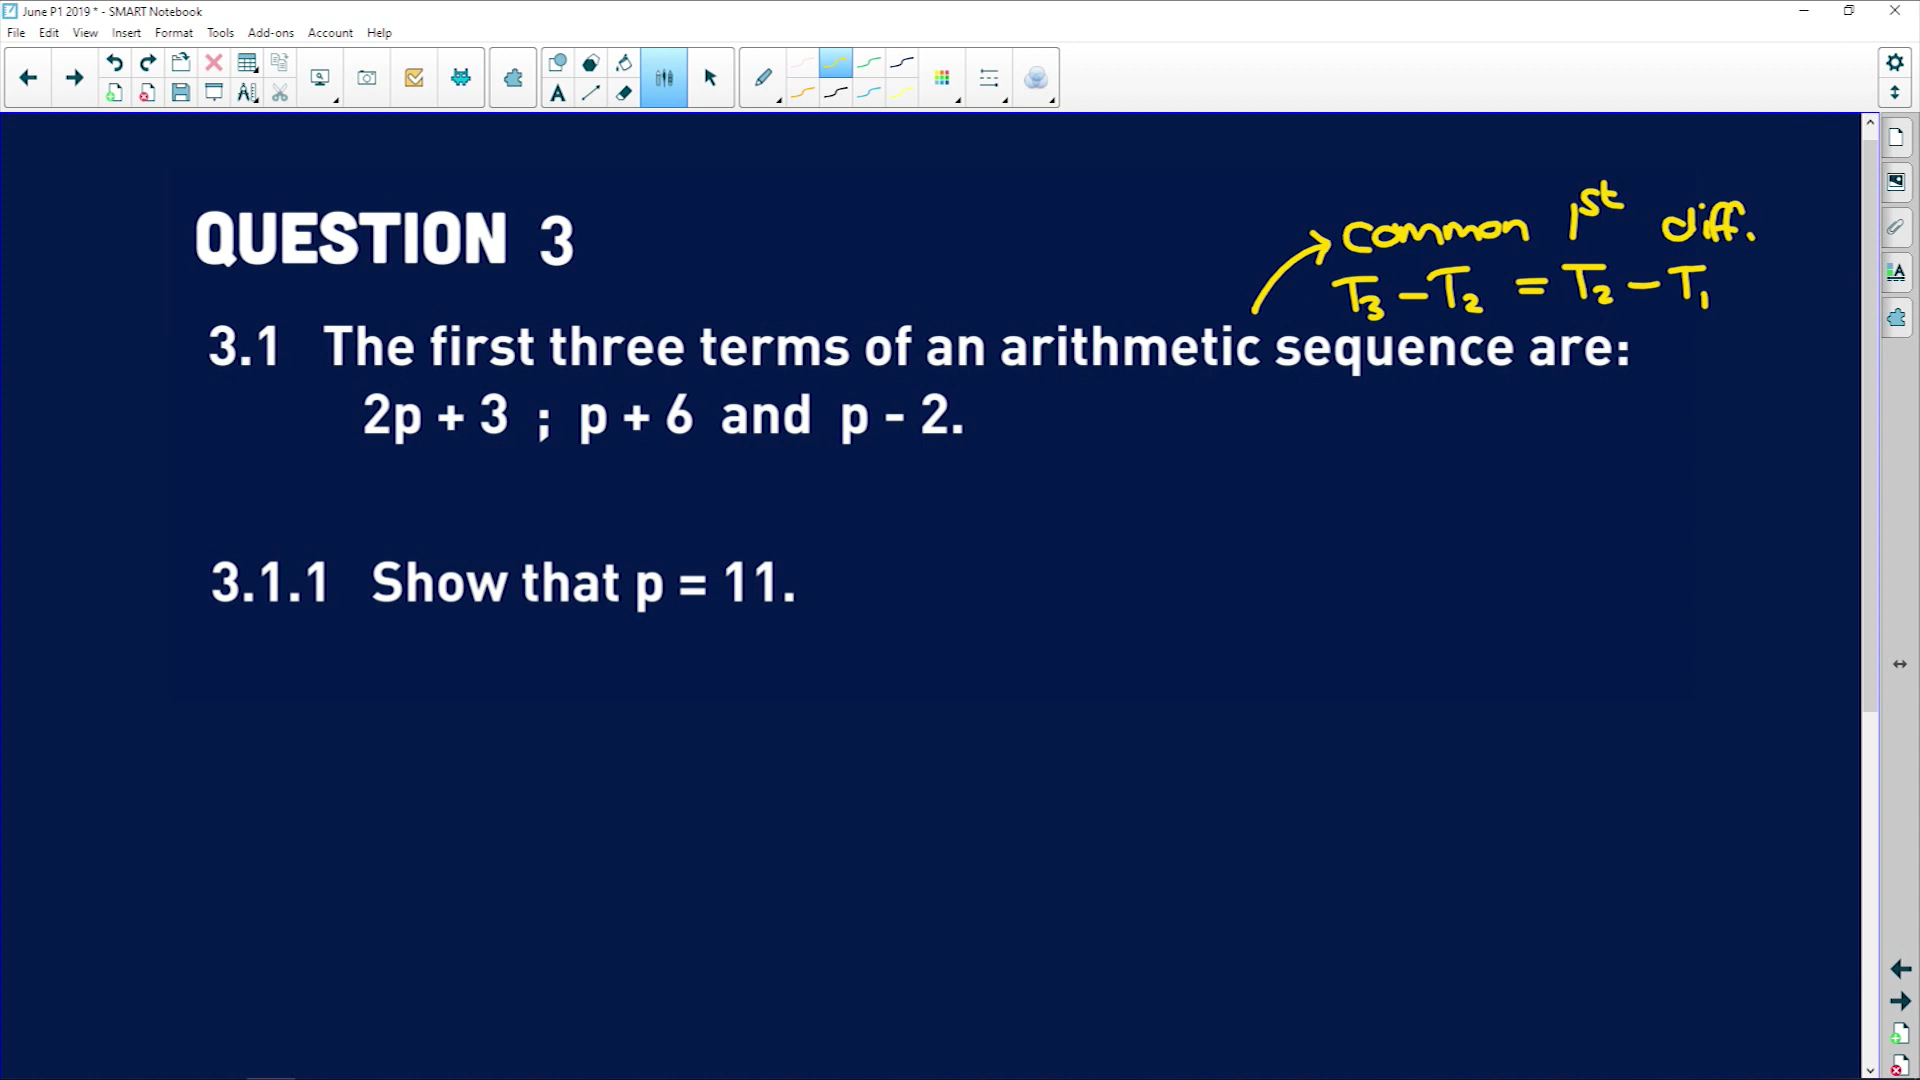 June P1 2019 * - SMART Notebook
File Edit View Insert Format Tools Add-ons Account Help
QUESTION 3
common 1st diff.
T3 - T2 = T2 - T1
3.1 The first three terms of an arithmetic sequence are:
2p + 3 ; p + 6 and p - 2.
3.1.1 Show that p = 11.